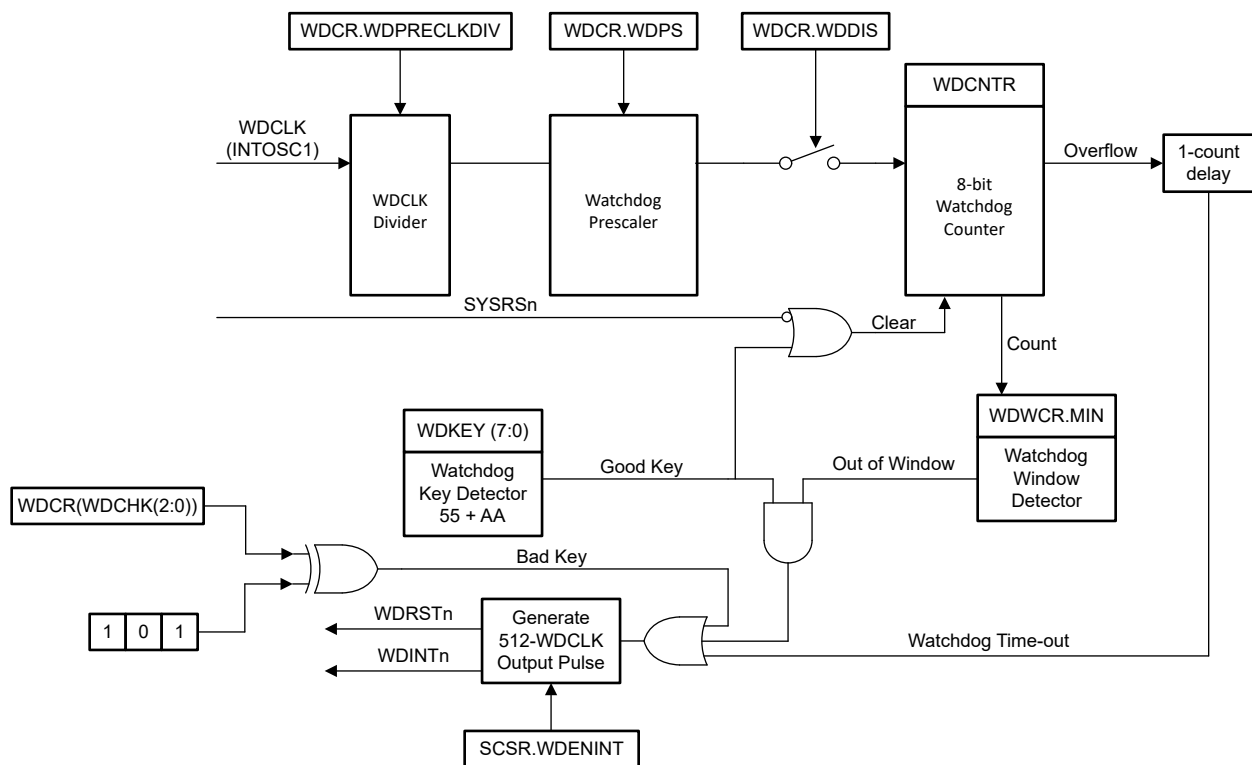 WDCR.WDPRECLKDIV
WDCR.WDPS
WDCR.WDDIS
WDCNTR
WDCLK
(INTOSC1)
WDCLK
Divider
Watchdog
Prescaler
8-bit
Watchdog
Counter
Overflow
1-count
delay
SYSRSn
Clear
Count
WDKEY (7:0)
Watchdog
Key Detector
55 + AA
Good Key
Out of Window
WDWCR.MIN
Watchdog
Window
Detector
WDCR(WDCHK(2:0))
Bad Key
1 0 1
WDRSTn
WDINTn
Generate
512-WDCLK
Output Pulse
Watchdog Time-out
SCSR.WDENINT